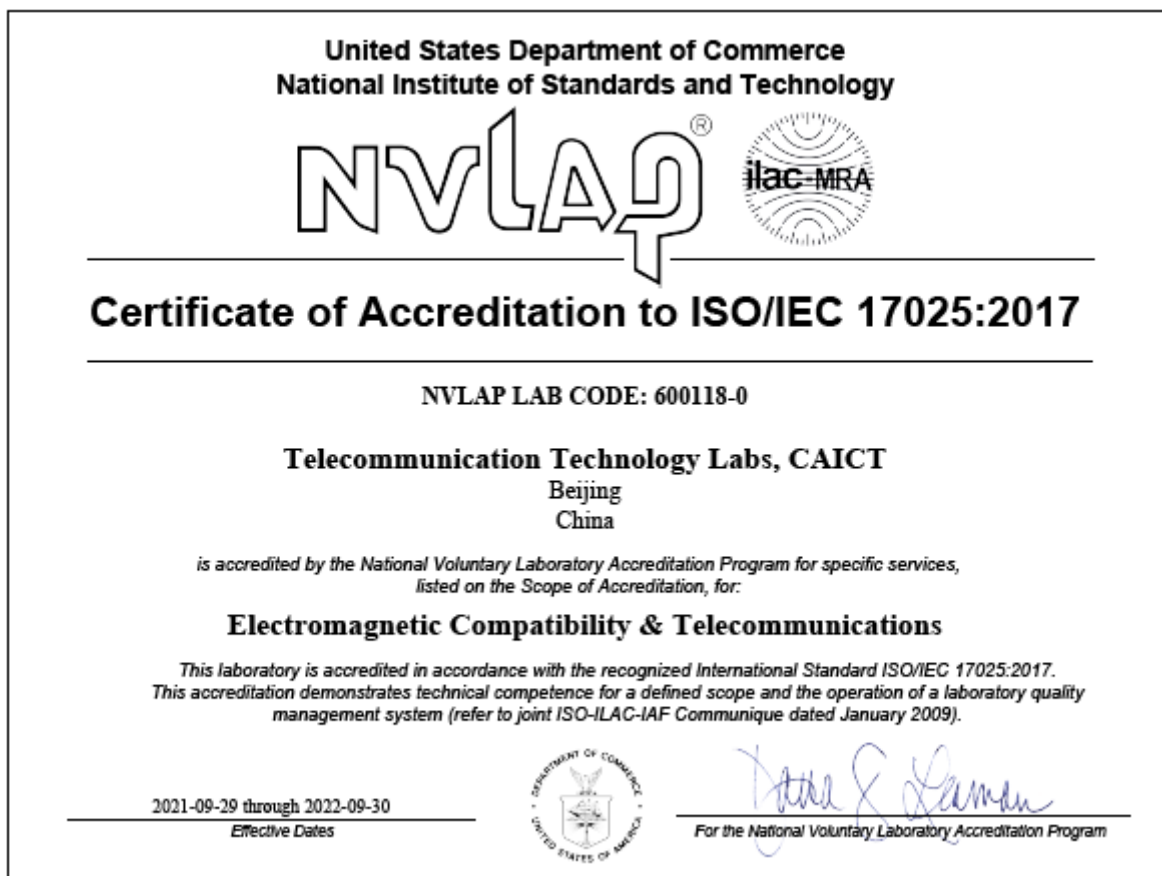 United States Department of Commerce
National Institute of Standards and Technology
NVLAP®
ilac-MRA
Certificate of Accreditation to ISO/IEC 17025:2017
NVLAP LAB CODE: 600118-0
Telecommunication Technology Labs, CAICT
Beijing
China
is accredited by the National Voluntary Laboratory Accreditation Program for specific services,
listed on the Scope of Accreditation, for:
Electromagnetic Compatibility & Telecommunications
This laboratory is accredited in accordance with the recognized International Standard ISO/IEC 17025:2017.
This accreditation demonstrates technical competence for a defined scope and the operation of a laboratory quality
management system (refer to joint ISO-ILAC-IAF Communique dated January 2009).
2021-09-29 through 2022-09-30
Effective Dates
DEPARTMENT OF COMMERCE
UNITED STATES OF AMERICA
For the National Voluntary Laboratory Accreditation Program